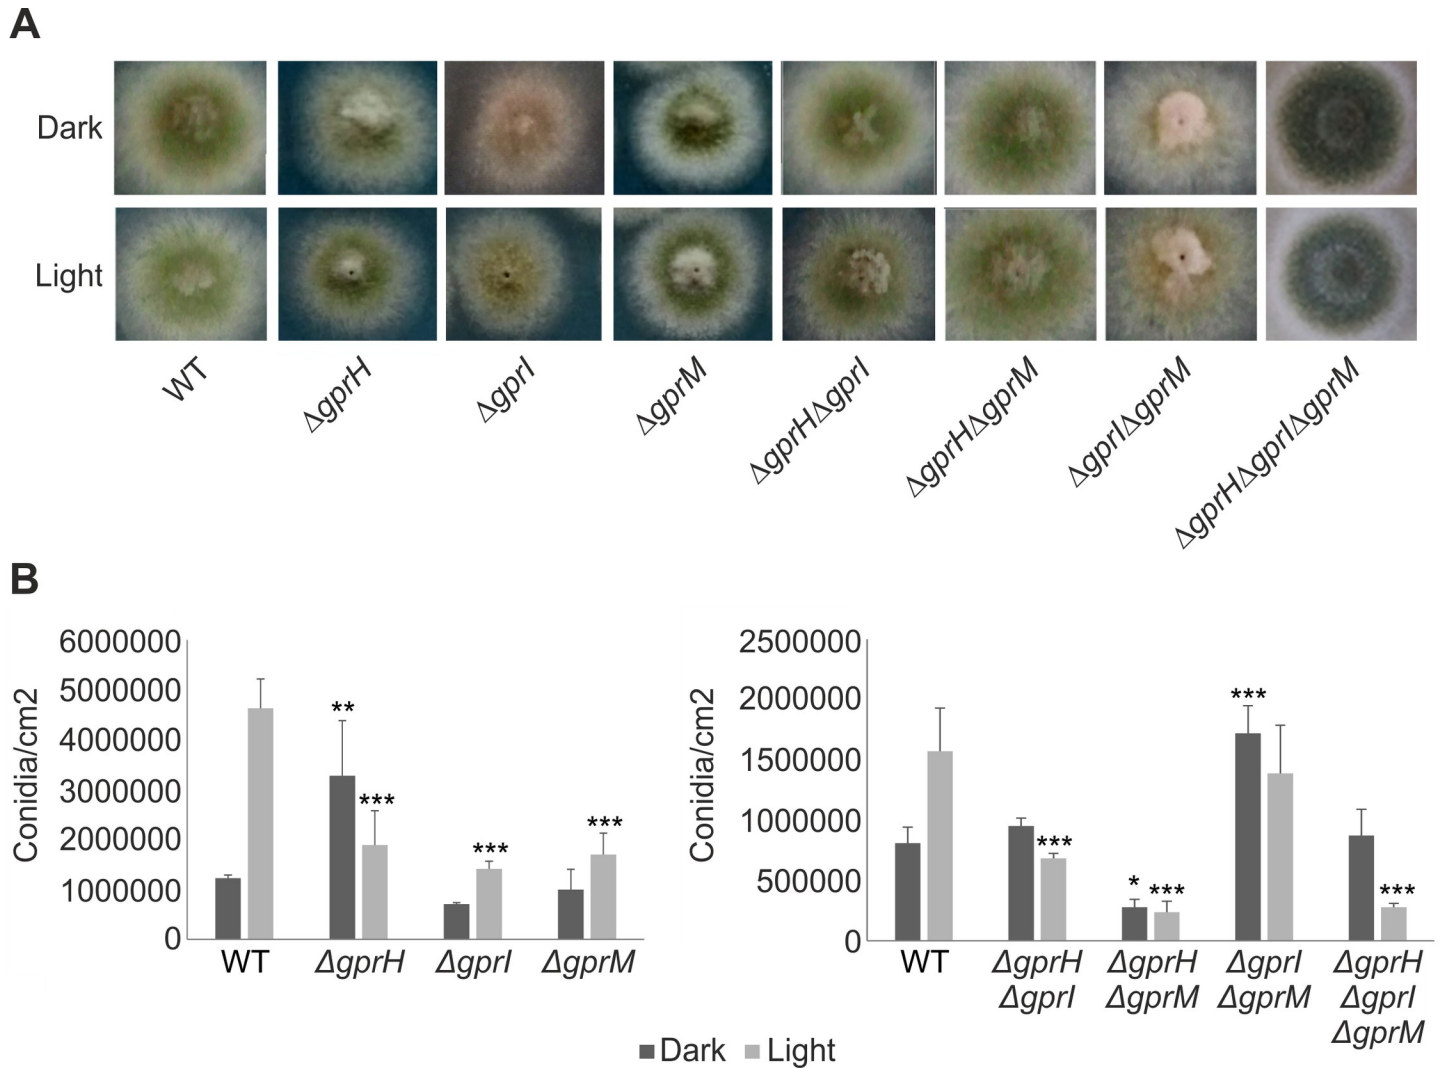 A
Dark
Light
WT
ΔgprH
ΔgprI
ΔgprM
ΔgprHΔgprI
ΔgprHΔgprM
ΔgprIΔgprM
ΔgprHΔgprIΔgprM
B
Conidia/cm2
6000000
5000000
4000000
3000000
2000000
1000000
0
**
***
***
***
WT
ΔgprH
ΔgprI
ΔgprM
Conidia/cm2
2500000
2000000
1500000
1000000
500000
0
***
*
***
***
***
WT
ΔgprH
ΔgprI
ΔgprH
ΔgprM
ΔgprI
ΔgprM
ΔgprH
ΔgprI
ΔgprM
Dark
Light